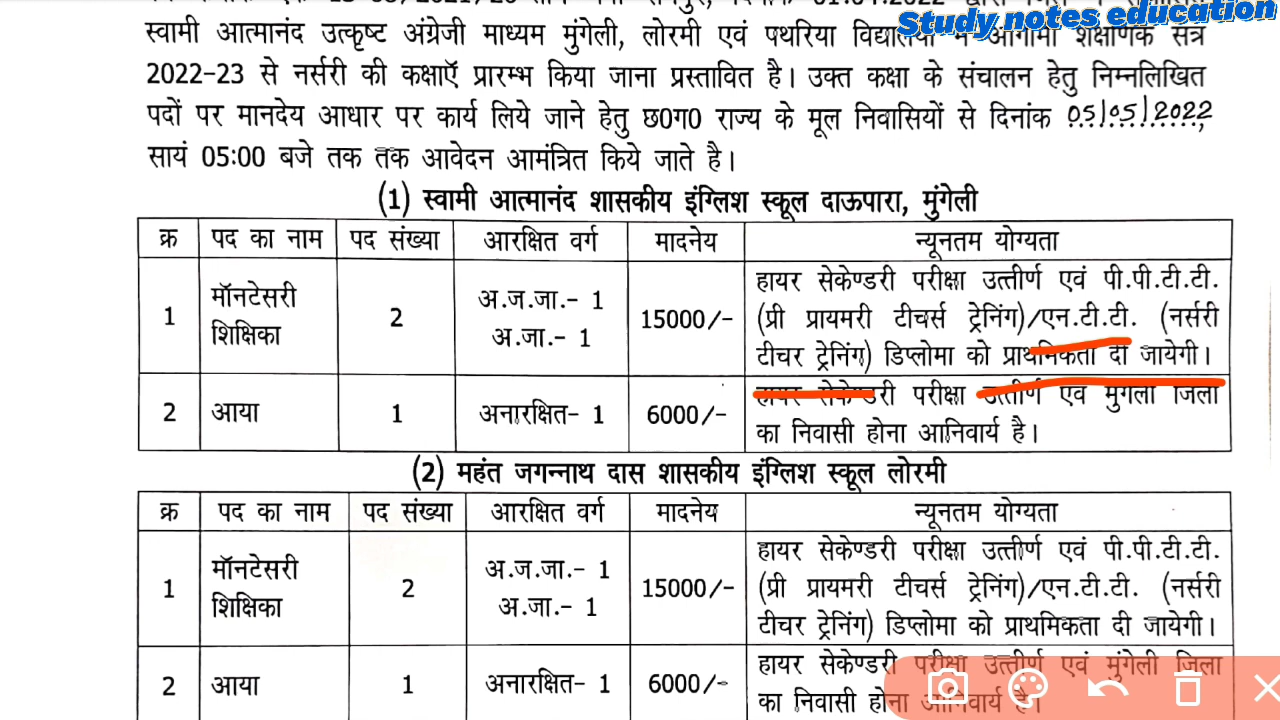 Study notes education
स्वामी आत्मानंद उत्कृष्ट अंग्रेजी माध्यम मुंगेली, लोरमी एवं पथरिया विद्यालयों में आगामी शैक्षणिक सत्र
2022-23 से नर्सरी की कक्षाऍ प्रारम्भ किया जाना प्रस्तावित है। उक्त कक्षा के संचालन हेतु निम्नलिखित
पदों पर मानदेय आधार पर कार्य लिये जाने हेतु छ0ग0 राज्य के मूल निवासियों से दिनांक 05/05/2022,
सायं 05:00 बजे तक तक आवेदन आमंत्रित किये जाते है।
(1) स्वामी आत्मानंद शासकीय इंग्लिश स्कूल दाऊपारा, मुंगेली
क्र पद का नाम पद संख्या आरक्षित वर्ग मादनेय न्यूनतम योग्यता
1 मॉनटेसरी शिक्षिका 2 अ.ज.जा.- 1 अ.जा.- 1 15000/- हायर सेकेण्डरी परीक्षा उत्तीर्ण एवं पी.पी.टी.टी.
(प्री प्रायमरी टीचर्स ट्रेनिंग)/एन.टी.टी. (नर्सरी
टीचर ट्रेनिंग) डिप्लोमा को प्राथमिकता दी जायेगी।
2 आया 1 अनारक्षित- 1 6000/- हायर सेकेण्डरी परीक्षा उत्तीर्ण एवं मुंगेली जिला
का निवासी होना आनिवार्य है।
(2) महंत जगन्नाथ दास शासकीय इंग्लिश स्कूल लोरमी
क्र पद का नाम पद संख्या आरक्षित वर्ग मादनेय न्यूनतम योग्यता
1 मॉनटेसरी शिक्षिका 2 अ.ज.जा.- 1 अ.जा.- 1 15000/- हायर सेकेण्डरी परीक्षा उत्तीर्ण एवं पी.पी.टी.टी.
(प्री प्रायमरी टीचर्स ट्रेनिंग)/एन.टी.टी. (नर्सरी
टीचर ट्रेनिंग) डिप्लोमा को प्राथमिकता दी जायेगी।
2 आया 1 अनारक्षित- 1 6000/- हायर सेकेण्डरी परीक्षा उत्तीर्ण एवं मुंगेली जिला
का निवासी होना आनिवार्य है।